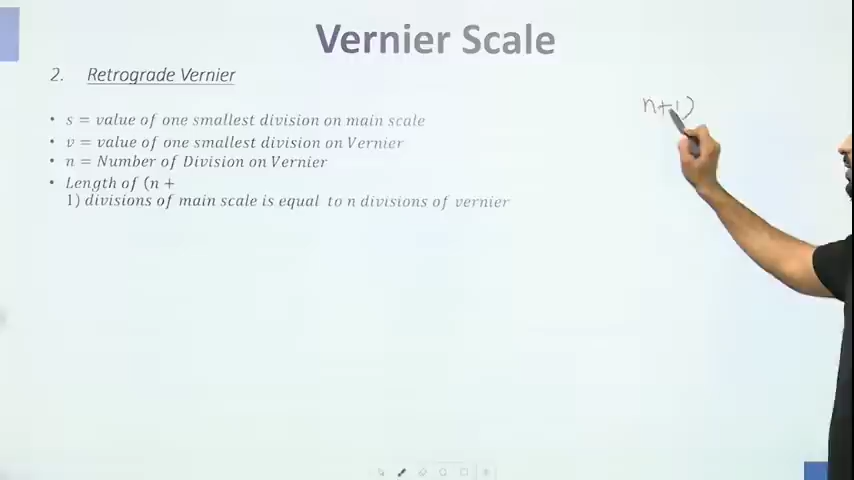 Vernier Scale
2. Retrograde Vernier
• s = value of one smallest division on main scale
• v = value of one smallest division on Vernier
• n = Number of Division on Vernier
• Length of (n +
1) divisions of main scale is equal to n divisions of vernier
n+1)